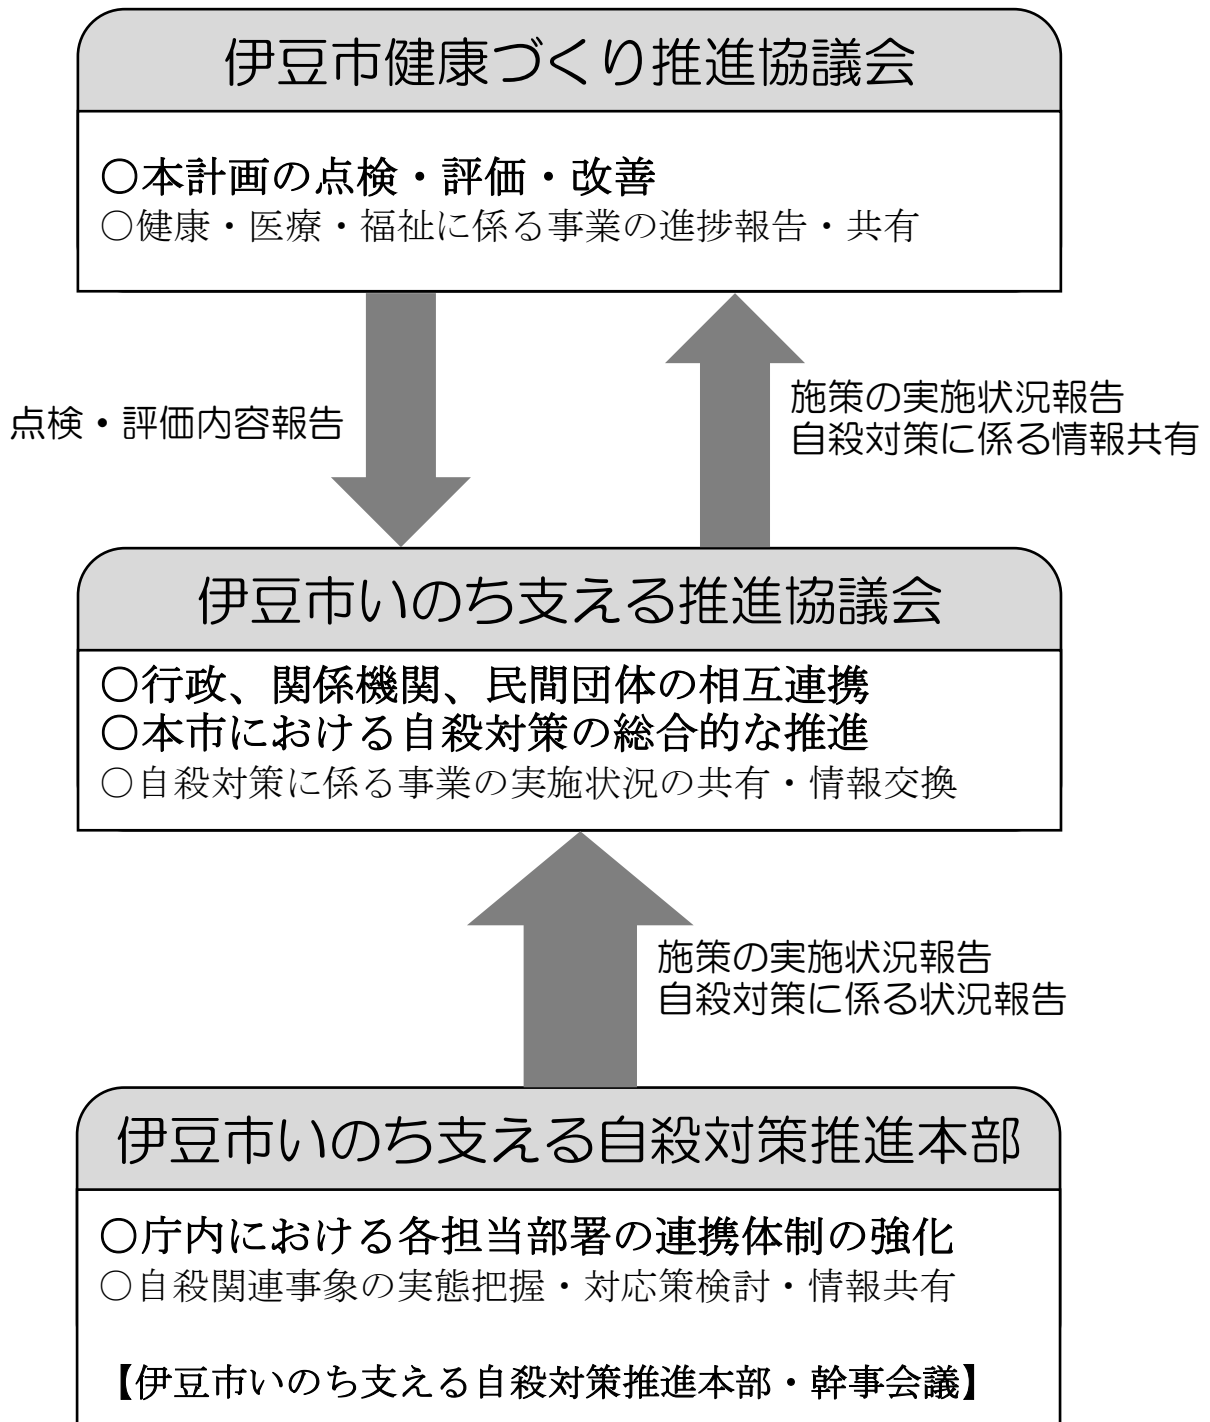 伊豆市健康づくり推進協議会
○本計画の点検・評価・改善
○健康・医療・福祉に係る事業の進捗報告・共有
点検・評価内容報告
施策の実施状況報告
自殺対策に係る情報共有
伊豆市いのち支える推進協議会
○行政、関係機関、民間団体の相互連携
○本市における自殺対策の総合的な推進
○自殺対策に係る事業の実施状況の共有・情報交換
施策の実施状況報告
自殺対策に係る状況報告
伊豆市いのち支える自殺対策推進本部
○庁内における各担当部署の連携体制の強化
○自殺関連事象の実態把握・対応策検討・情報共有
【伊豆市いのち支える自殺対策推進本部・幹事会議】